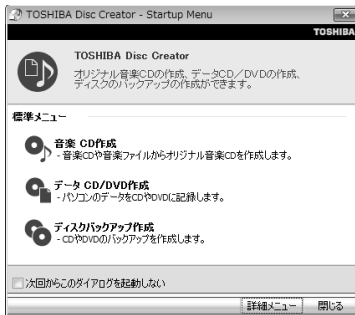 TOSHIBA Disc Creator - Startup Menu
TOSHIBA
TOSHIBA Disc Creator
オリジナル音楽CDの作成、データCD/DVDの作成、
ディスクのバックアップの作成ができます。
標準メニュー
音楽 CD作成
- 音楽CDや音楽ファイルからオリジナル音楽CDを作成します。
データ CD/DVD作成
- パソコンのデータをCDやDVDに記録します。
ディスクバックアップ作成
- CDやDVDのバックアップを作成します。
次回からこのダイアログを起動しない
詳細メニュー
閉じる